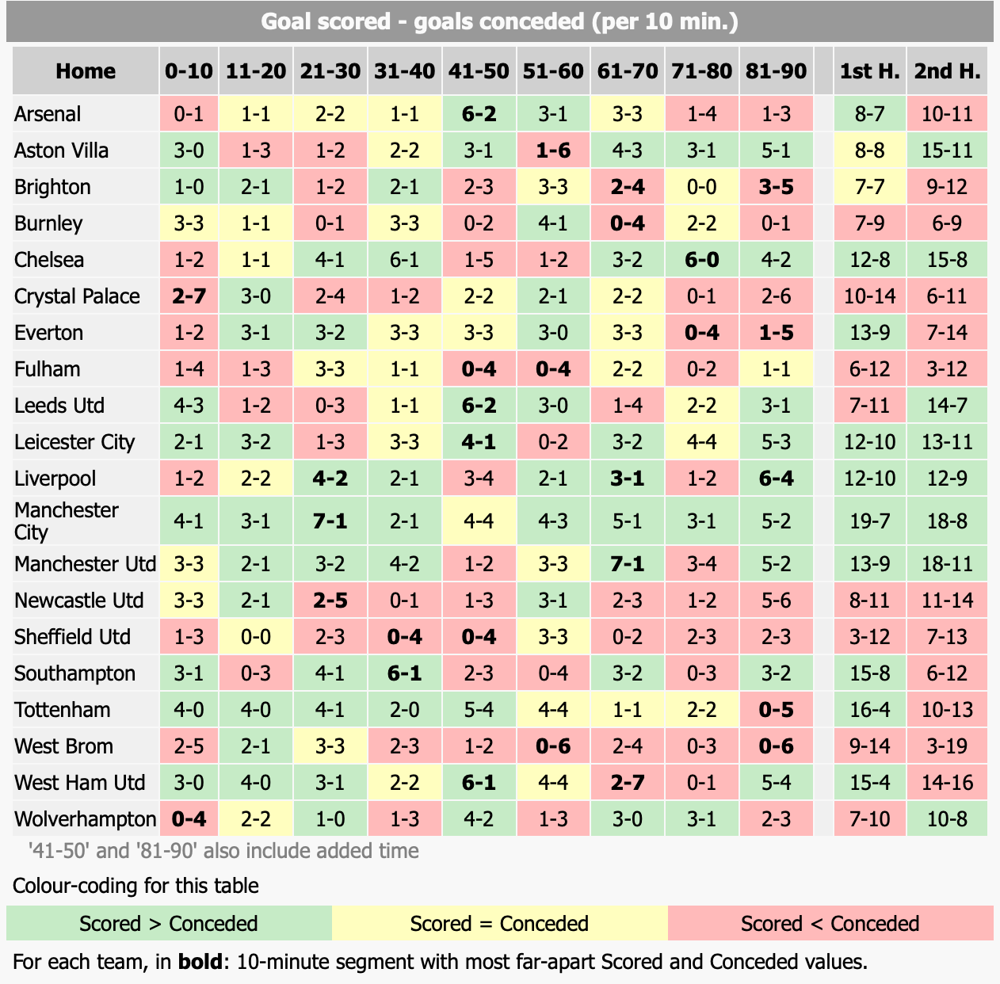 Goal scored - goals conceded (per 10 min.)
Home 0-10 11-20 21-30 31-40 41-50 51-60 61-70 71-80 81-90 1st H. 2nd H.
Arsenal 0-1 1-1 2-2 1-1 6-2 3-1 3-3 1-4 1-3 8-7 10-11
Aston Villa 3-0 1-3 1-2 2-2 3-1 1-6 4-3 3-1 5-1 8-8 15-11
Brighton 1-0 2-1 1-2 2-1 2-3 3-3 2-4 0-0 3-5 7-7 9-12
Burnley 3-3 1-1 0-1 3-3 0-2 4-1 0-4 2-2 0-1 7-9 6-9
Chelsea 1-2 1-1 4-1 6-1 1-5 1-2 3-2 6-0 4-2 12-8 15-8
Crystal Palace 2-7 3-0 2-4 1-2 2-2 2-1 2-2 0-1 2-6 10-14 6-11
Everton 1-2 3-1 3-2 3-3 3-3 3-0 3-3 0-4 1-5 13-9 7-14
Fulham 1-4 1-3 3-3 1-1 0-4 0-4 2-2 0-2 1-1 6-12 3-12
Leeds Utd 4-3 1-2 0-3 1-1 6-2 3-0 1-4 2-2 3-1 7-11 14-7
Leicester City 2-1 3-2 1-3 3-3 4-1 0-2 3-2 4-4 5-3 12-10 13-11
Liverpool 1-2 2-2 4-2 2-1 3-4 2-1 3-1 1-2 6-4 12-10 12-9
Manchester
City 4-1 3-1 7-1 2-1 4-4 4-3 5-1 3-1 5-2 19-7 18-8
Manchester Utd 3-3 2-1 3-2 4-2 1-2 3-3 7-1 3-4 5-2 13-9 18-11
Newcastle Utd 3-3 2-1 2-5 0-1 1-3 3-1 2-3 1-2 5-6 8-11 11-14
Sheffield Utd 1-3 0-0 2-3 0-4 0-4 3-3 0-2 2-3 2-3 3-12 7-13
Southampton 3-1 0-3 4-1 6-1 2-3 0-4 3-2 0-3 3-2 15-8 6-12
Tottenham 4-0 4-0 4-1 2-0 5-4 4-4 1-1 2-2 0-5 16-4 10-13
West Brom 2-5 2-1 3-3 2-3 1-2 0-6 2-4 0-3 0-6 9-14 3-19
West Ham Utd 3-0 4-0 3-1 2-2 6-1 4-4 2-7 0-1 5-4 15-4 14-16
Wolverhampton 0-4 2-2 1-0 1-3 4-2 1-3 3-0 3-1 2-3 7-10 10-8
'41-50' and '81-90' also include added time
Colour-coding for this table
Scored > Conceded Scored = Conceded Scored < Conceded
For each team, in bold: 10-minute segment with most far-apart Scored and Conceded values.